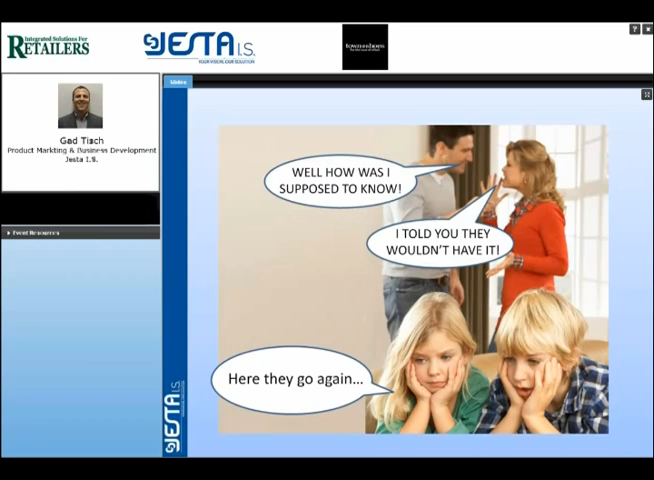 Integrated Solutions For
RETAILERS
JESTA I.S.
YOUR VISION, OUR SOLUTION
?
x
Slides
Gad Tisch
Product Markting & Business Development
Jesta I.S.
Event Resources
WELL HOW WAS I
SUPPOSED TO KNOW!
I TOLD YOU THEY
WOULDN'T HAVE IT!
Here they go again...
JESTA I.S.